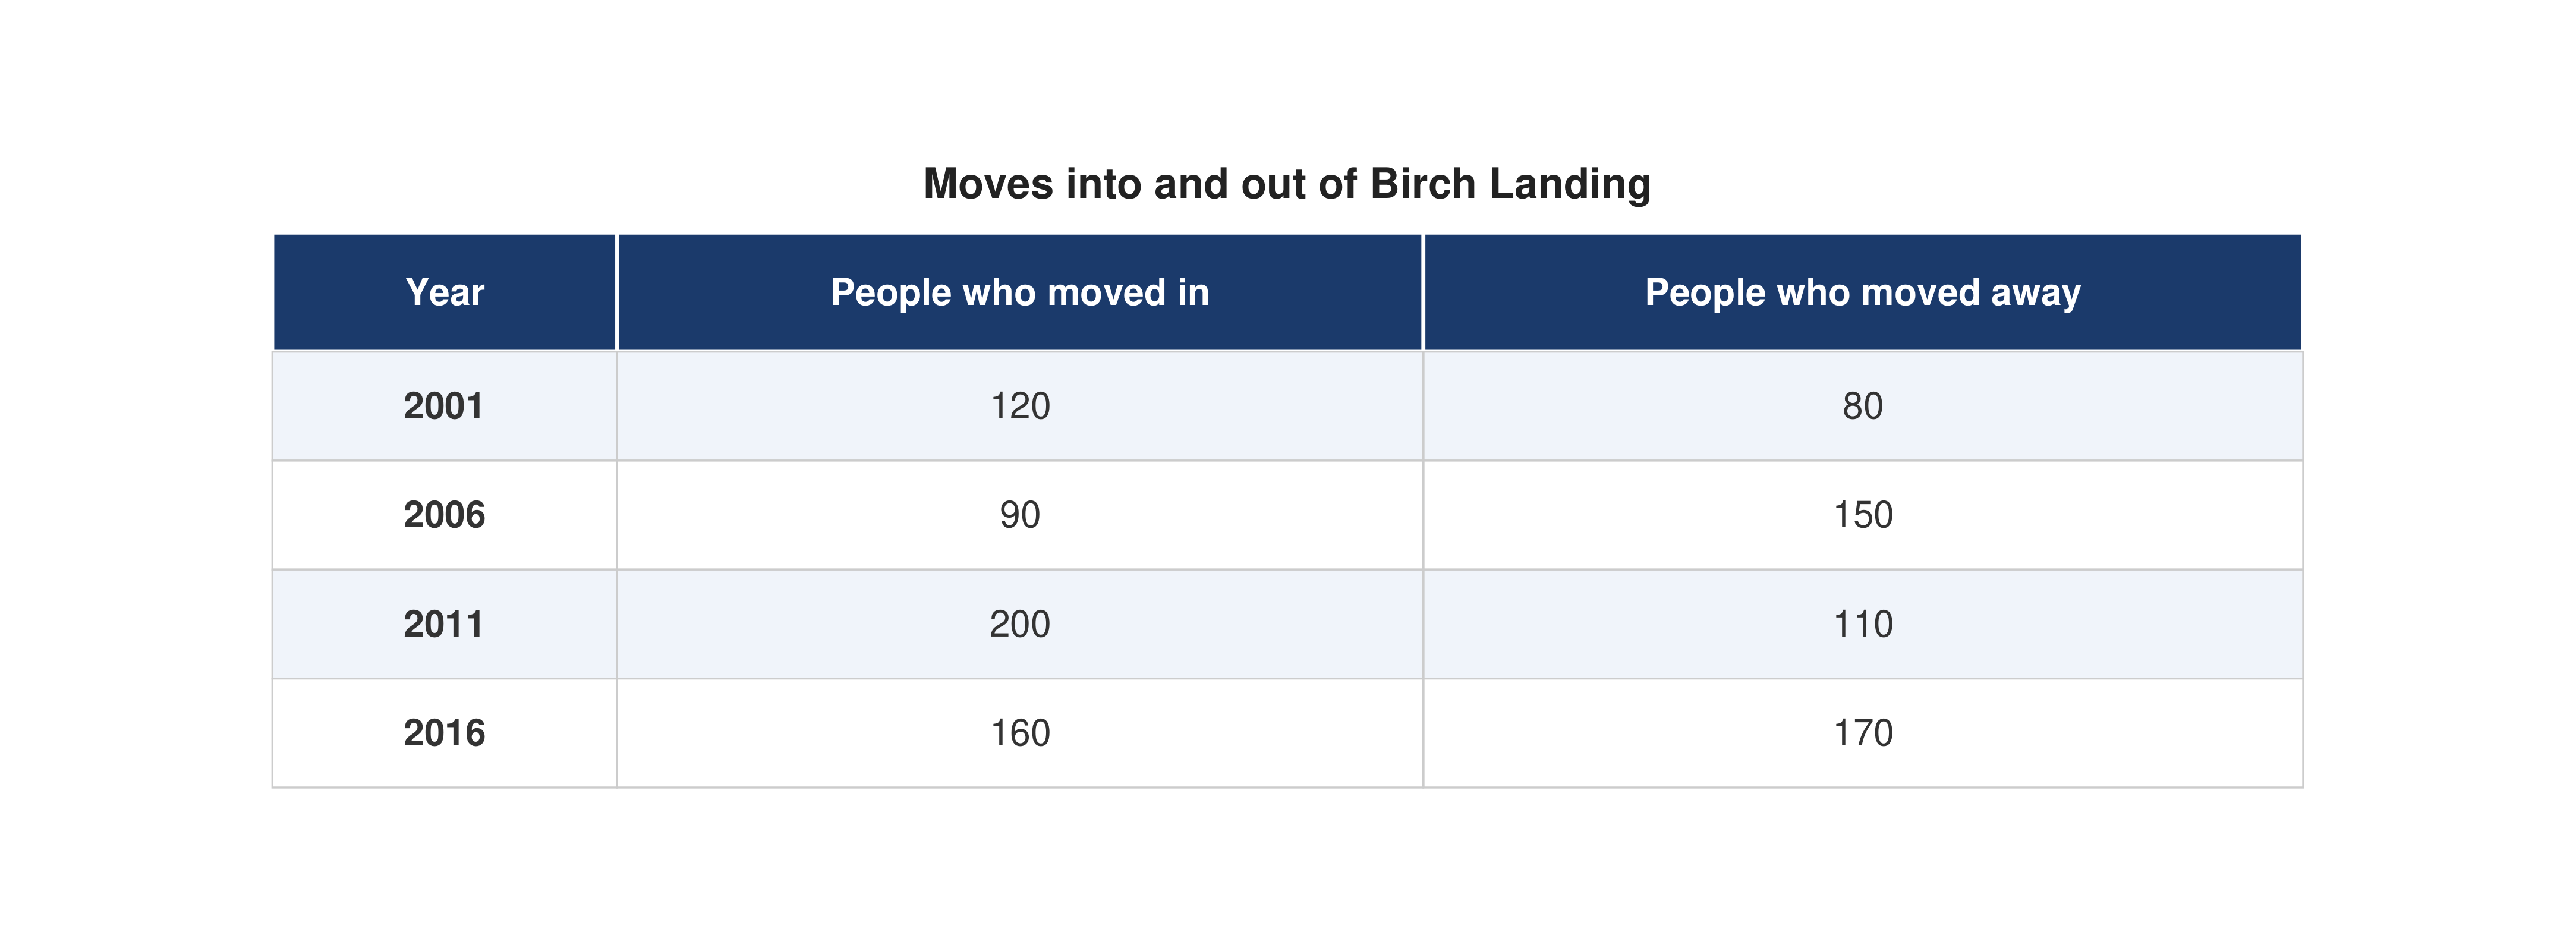 Moves into and out of Birch Landing
Year People who moved in People who moved away
2001 120 80
2006 90 150
2011 200 110
2016 160 170